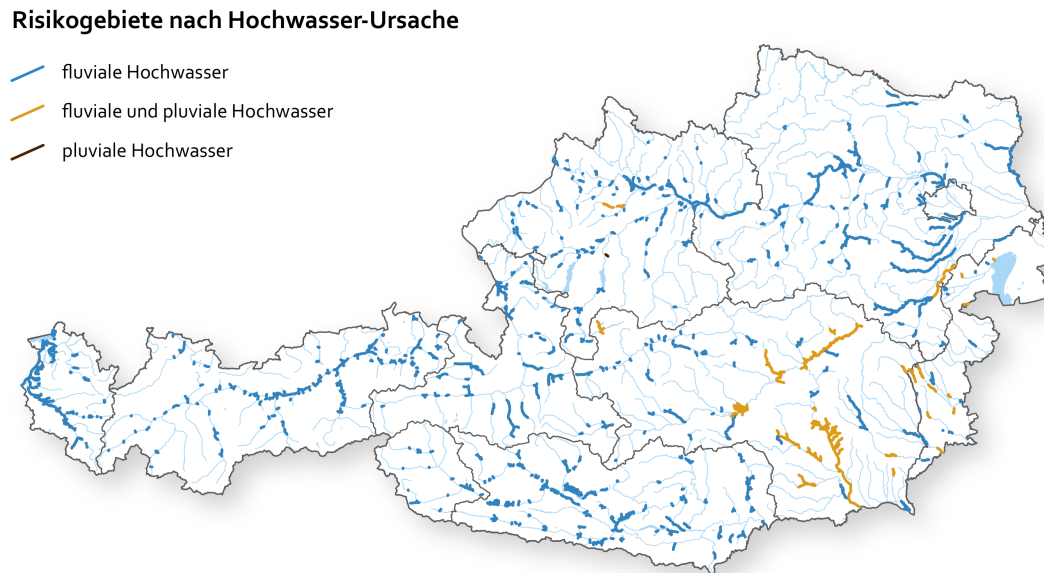 Risikogebiete nach Hochwasser-Ursache
fluviale Hochwasser
fluviale und pluviale Hochwasser
pluviale Hochwasser